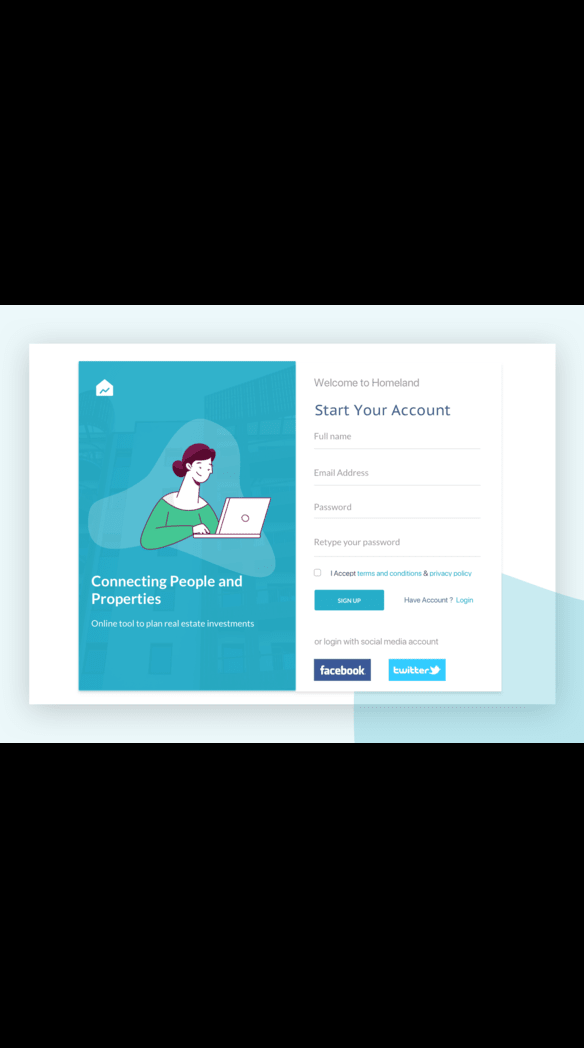 Connecting People and
Properties
Online tool to plan real estate investments
Welcome to Homeland
Start Your Account
Full name
Email Address
Password
Retype your password
I Accept terms and conditions & privacy policy
SIGN UP
Have Account ? Login
or login with social media account
facebook
twitter